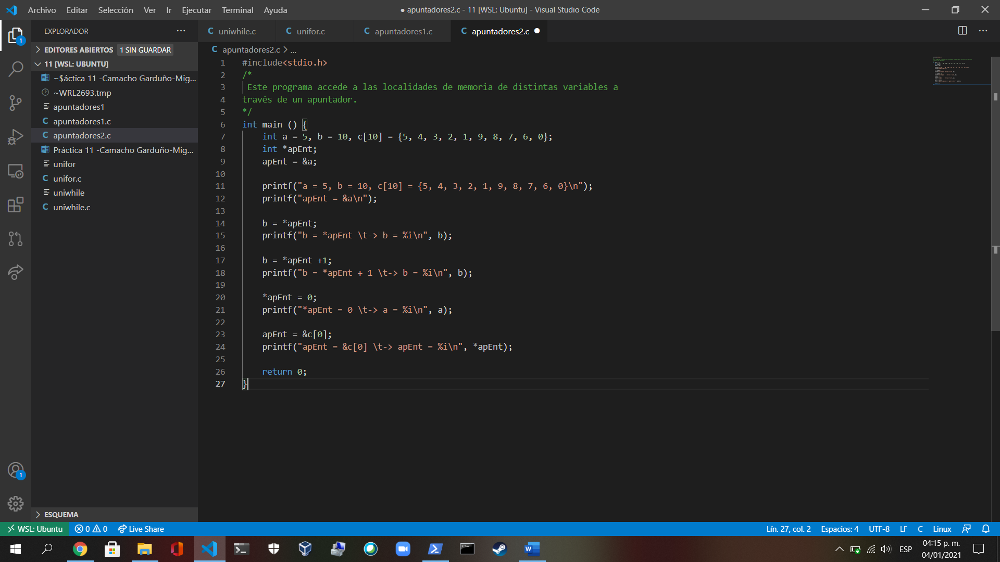 Archivo Editar Selección Ver Ir Ejecutar Terminal Ayuda
● apuntadores2.c - 11 [WSL: Ubuntu] - Visual Studio Code
EXPLORADOR
uniwhile.c
unifor.c
apuntadores1.c
apuntadores2.c
EDITORES ABIERTOS 1 SIN GUARDAR
11 [WSL: UBUNTU]
~$áctica 11 -Camacho Garduño-Mig...
~WRL2693.tmp
apuntadores1
apuntadores1.c
apuntadores2.c
Práctica 11 -Camacho Garduño-Mig...
unifor
unifor.c
uniwhile
uniwhile.c
ESQUEMA
apuntadores2.c > ...
1 #include<stdio.h>
2 /*
3 Este programa accede a las localidades de memoria de distintas variables a
4 través de un apuntador.
5 */
6 int main () {
7 int a = 5, b = 10, c[10] = {5, 4, 3, 2, 1, 9, 8, 7, 6, 0};
8 int *apEnt;
9 apEnt = &a;
10
11 printf("a = 5, b = 10, c[10] = {5, 4, 3, 2, 1, 9, 8, 7, 6, 0}\n");
12 printf("apEnt = &a\n");
13
14 b = *apEnt;
15 printf("b = *apEnt \t-> b = %i\n", b);
16
17 b = *apEnt +1;
18 printf("b = *apEnt + 1 \t-> b = %i\n", b);
19
20 *apEnt = 0;
21 printf("*apEnt = 0 \t-> a = %i\n", a);
22
23 apEnt = &c[0];
24 printf("apEnt = &c[0] \t-> apEnt = %i\n", *apEnt);
25
26 return 0;
27 }
WSL: Ubuntu 0 0 Live Share
Lín. 27, col. 2 Espacios: 4 UTF-8 LF C Linux
ESP
04:15 p. m.
04/01/2021